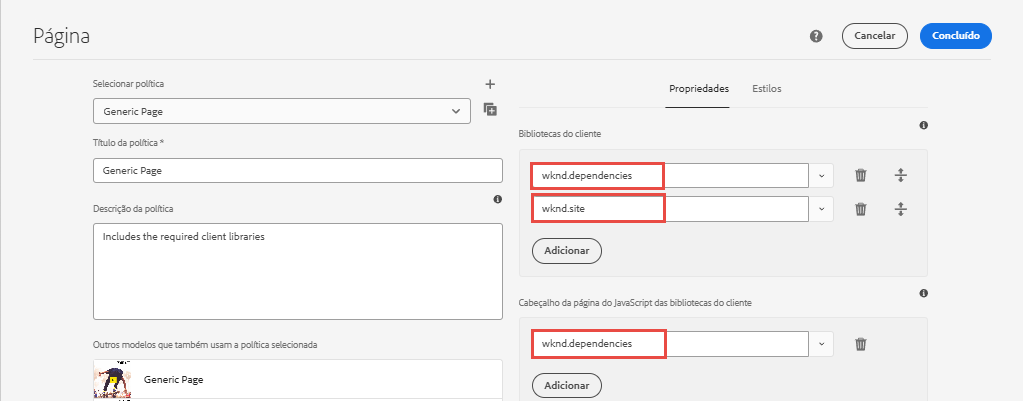 Página
Cancelar
Concluído
Selecionar política
Generic Page
Título da política *
Generic Page
Descrição da política
Includes the required client libraries
Outros modelos que também usam a política selecionada
Generic Page
Propriedades
Estilos
Bibliotecas do cliente
wknd.dependencies
wknd.site
Adicionar
Cabeçalho da página do JavaScript das bibliotecas do cliente
wknd.dependencies
Adicionar